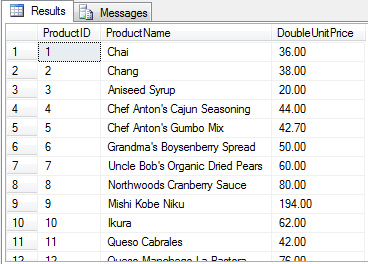 Results Messages
ProductID ProductName DoubleUnitPrice
1 1 Chai 36.00
2 2 Chang 38.00
3 3 Aniseed Syrup 20.00
4 4 Chef Anton's Cajun Seasoning 44.00
5 5 Chef Anton's Gumbo Mix 42.70
6 6 Grandma's Boysenberry Spread 50.00
7 7 Uncle Bob's Organic Dried Pears 60.00
8 8 Northwoods Cranberry Sauce 80.00
9 9 Mishi Kobe Niku 194.00
10 10 Ikura 62.00
11 11 Queso Cabrales 42.00
12 12 Queso Manchego La Pastora 76.00